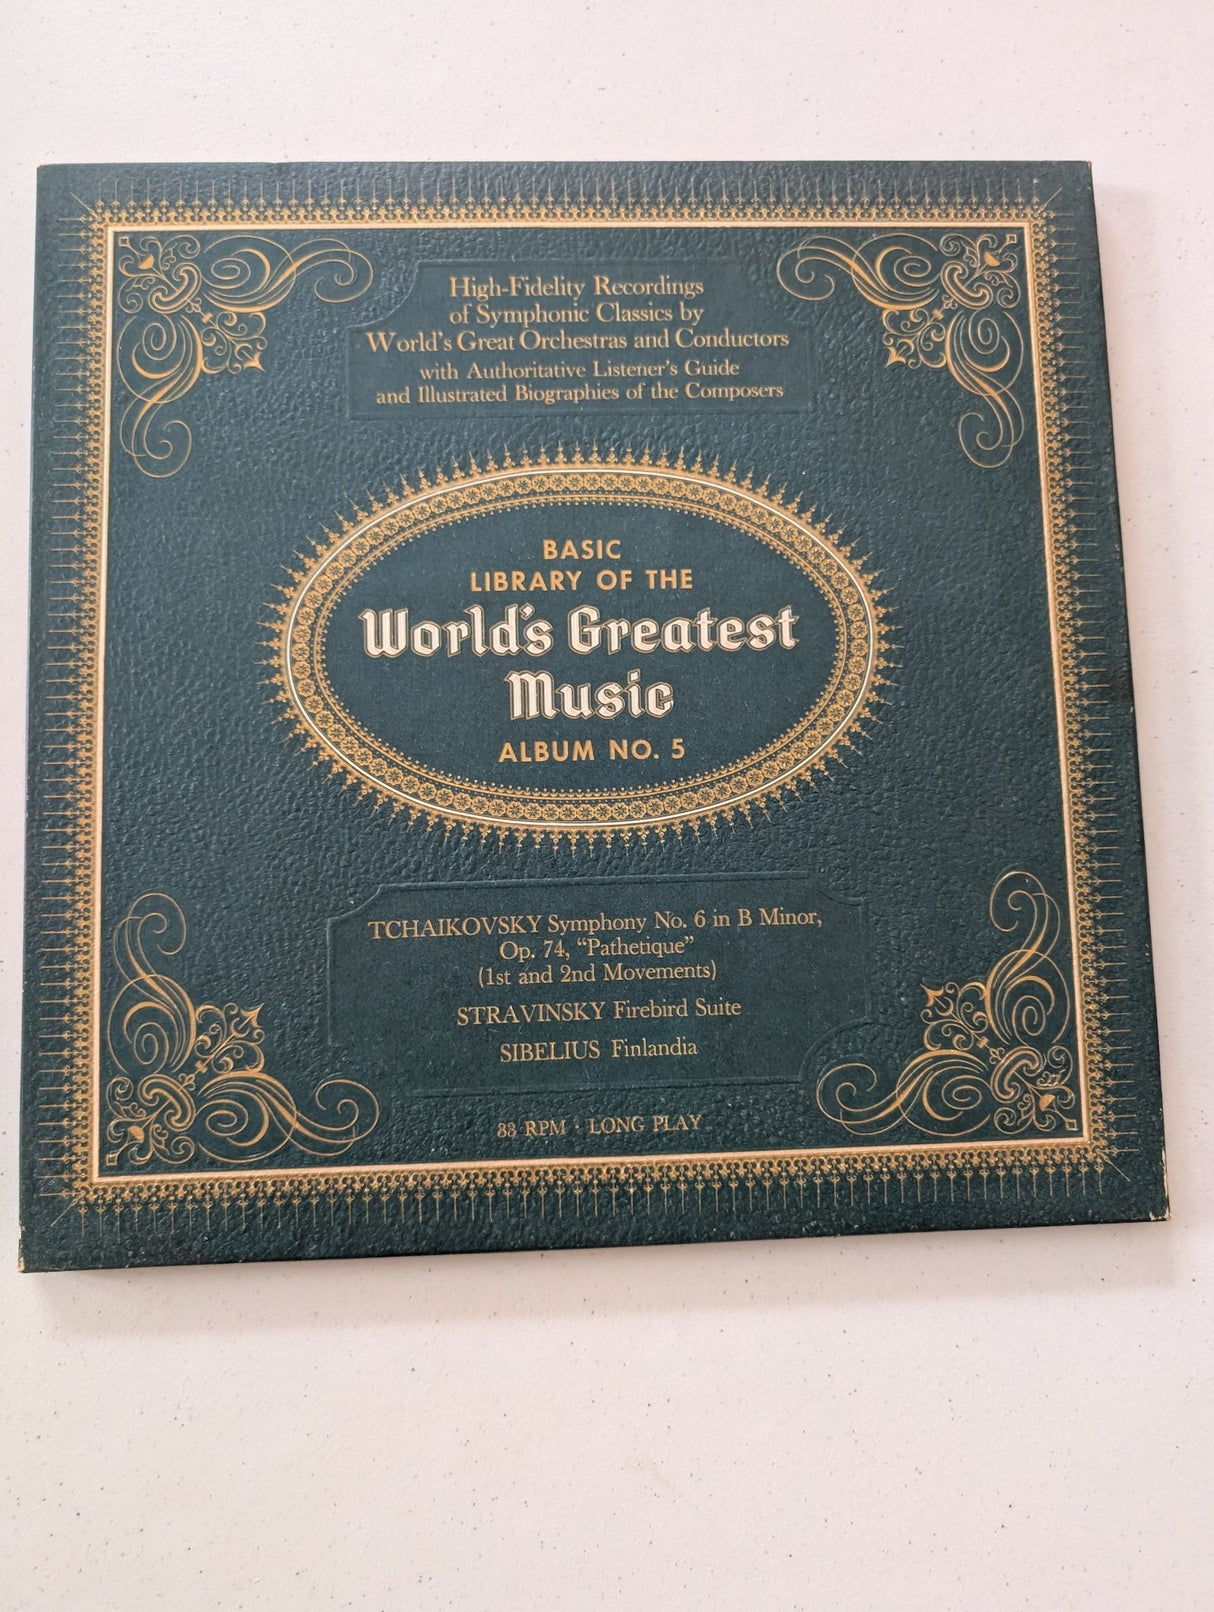 High-Fidelity Recordings
of Symphonic Classics by
World's Great Orchestras and Conductors
with Authoritative Listener's Guide
and Illustrated Biographies of the Composers
BASIC
LIBRARY OF THE
World's Greatest
Music
ALBUM NO. 5
TCHAIKOVSKY Symphony No. 6 in B Minor,
Op. 74, “Pathetique”
(1st and 2nd Movements)
STRAVINSKY Firebird Suite
SIBELIUS Finlandia
33 RPM · LONG PLAY